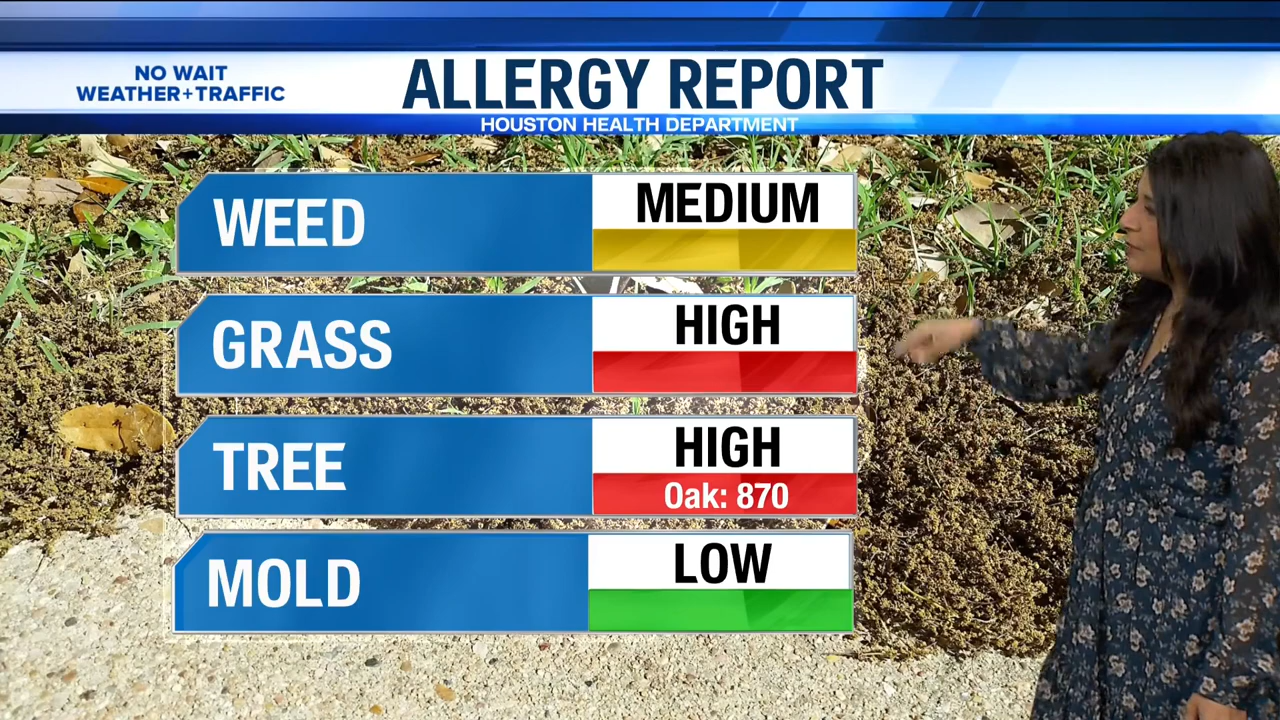 NO WAIT
WEATHER+TRAFFIC
ALLERGY REPORT
HOUSTON HEALTH DEPARTMENT
WEED
MEDIUM
GRASS
HIGH
TREE
HIGH
Oak: 870
MOLD
LOW